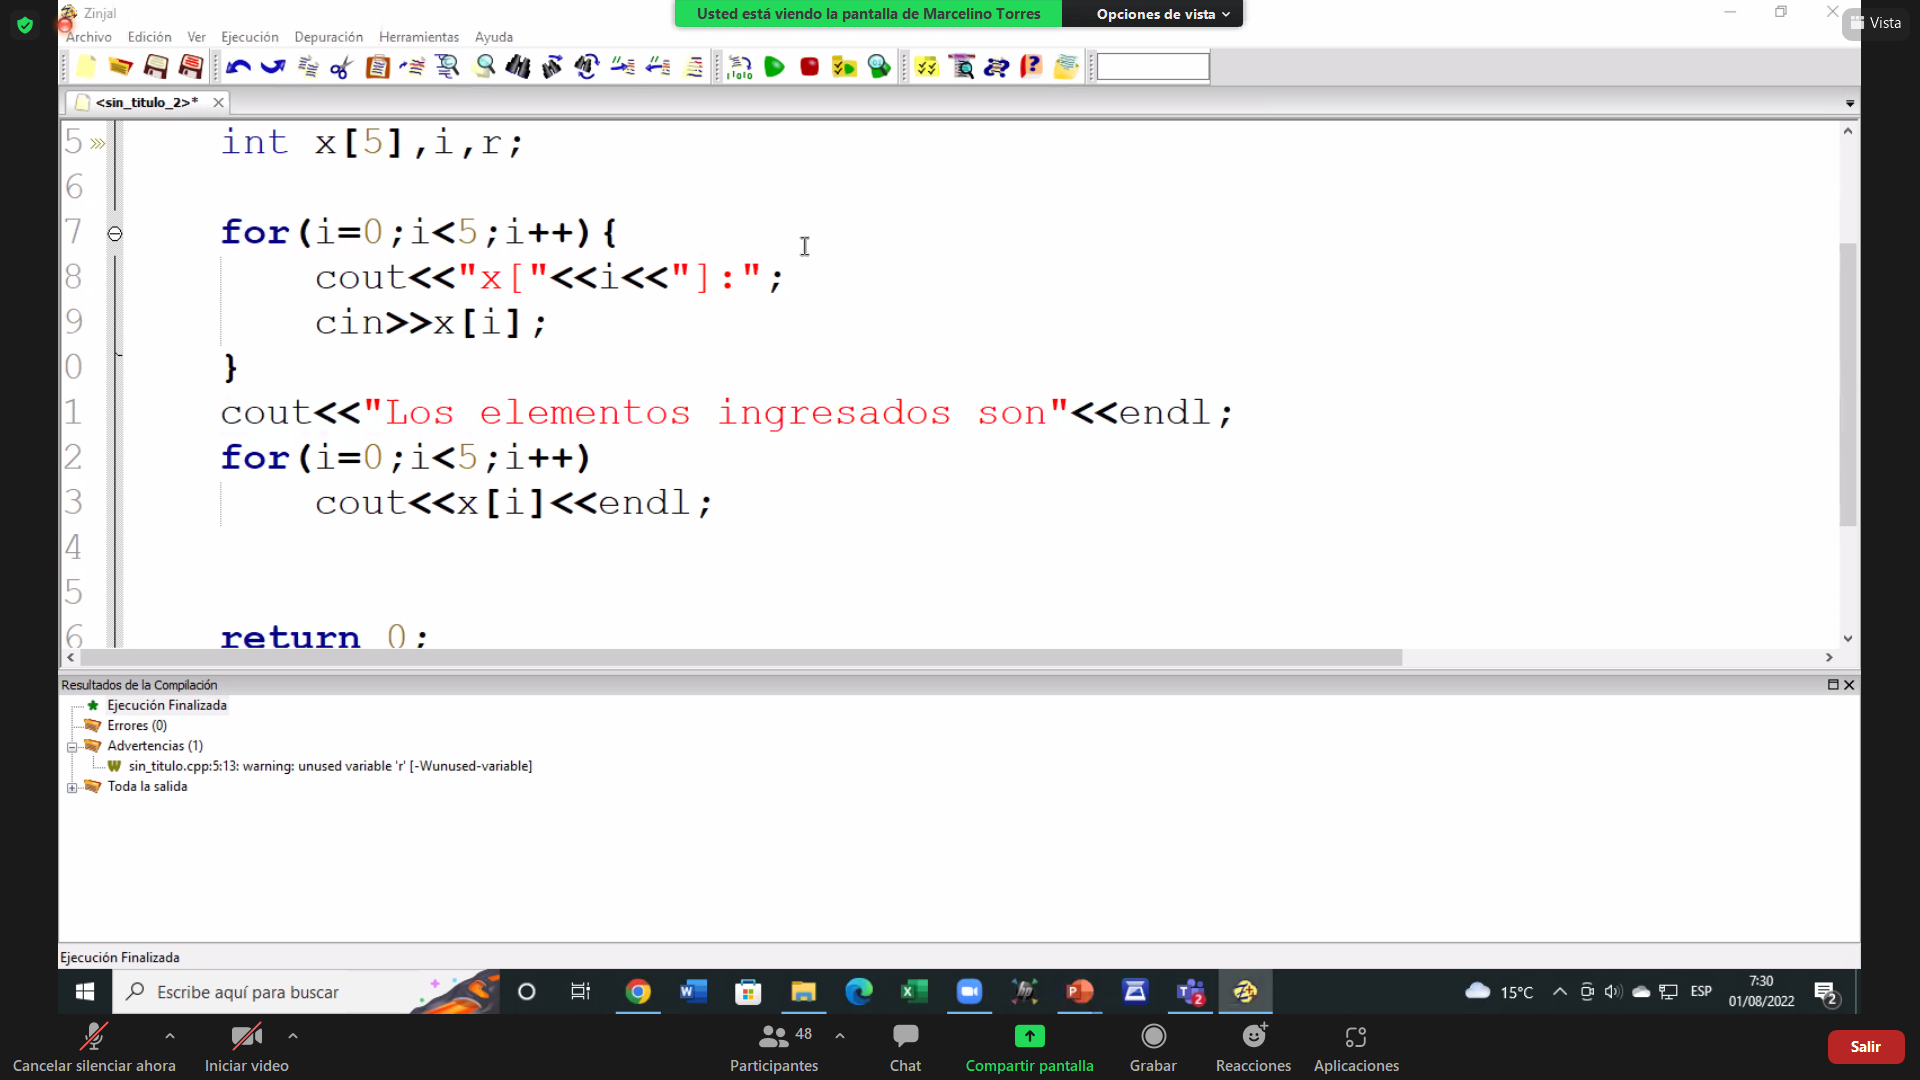 Zinjal
Usted está viendo la pantalla de Marcelino Torres
Opciones de vista
Vista
Archivo Edición Ver Ejecución Depuración Herramientas Ayuda
<sin_titulo_2>*
5 int x[5],i,r;
6
7 for(i=0;i<5;i++){
8 cout<<"x["<<i<<"]:";
9 cin>>x[i];
0 }
1 cout<<"Los elementos ingresados son"<<endl;
2 for(i=0;i<5;i++)
3 cout<<x[i]<<endl;
4
5
6 return 0;
Resultados de la Compilación
Ejecución Finalizada
Errores (0)
Advertencias (1)
W sin_titulo.cpp:5:13: warning: unused variable 'r' [-Wunused-variable]
Toda la salida
Ejecución Finalizada
Escribe aquí para buscar
2
15°C
ESP
7:30
01/08/2022
2
Cancelar silenciar ahora
Iniciar video
48
Participantes
Chat
Compartir pantalla
Grabar
Reacciones
Aplicaciones
Salir